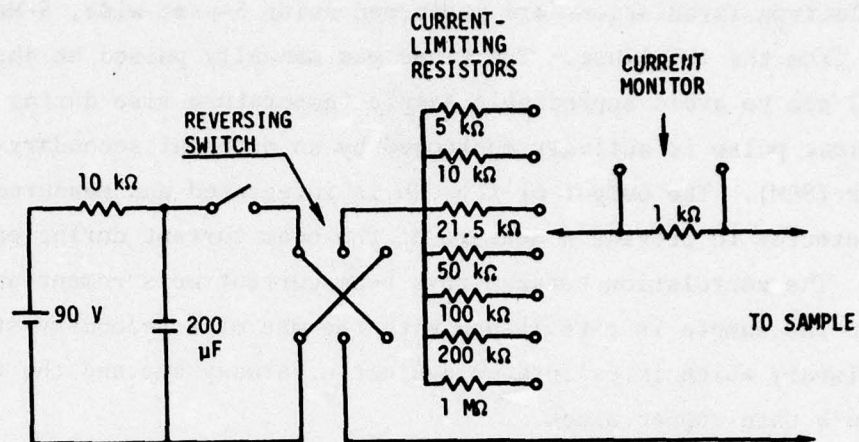 CURRENT-
LIMITING
RESISTORS
CURRENT
MONITOR
REVERSING
SWITCH
10 kΩ
5 kΩ
10 kΩ
21.5 kΩ
1 kΩ
50 kΩ
100 kΩ
200 kΩ
1 MΩ
90 V
200
μF
TO SAMPLE